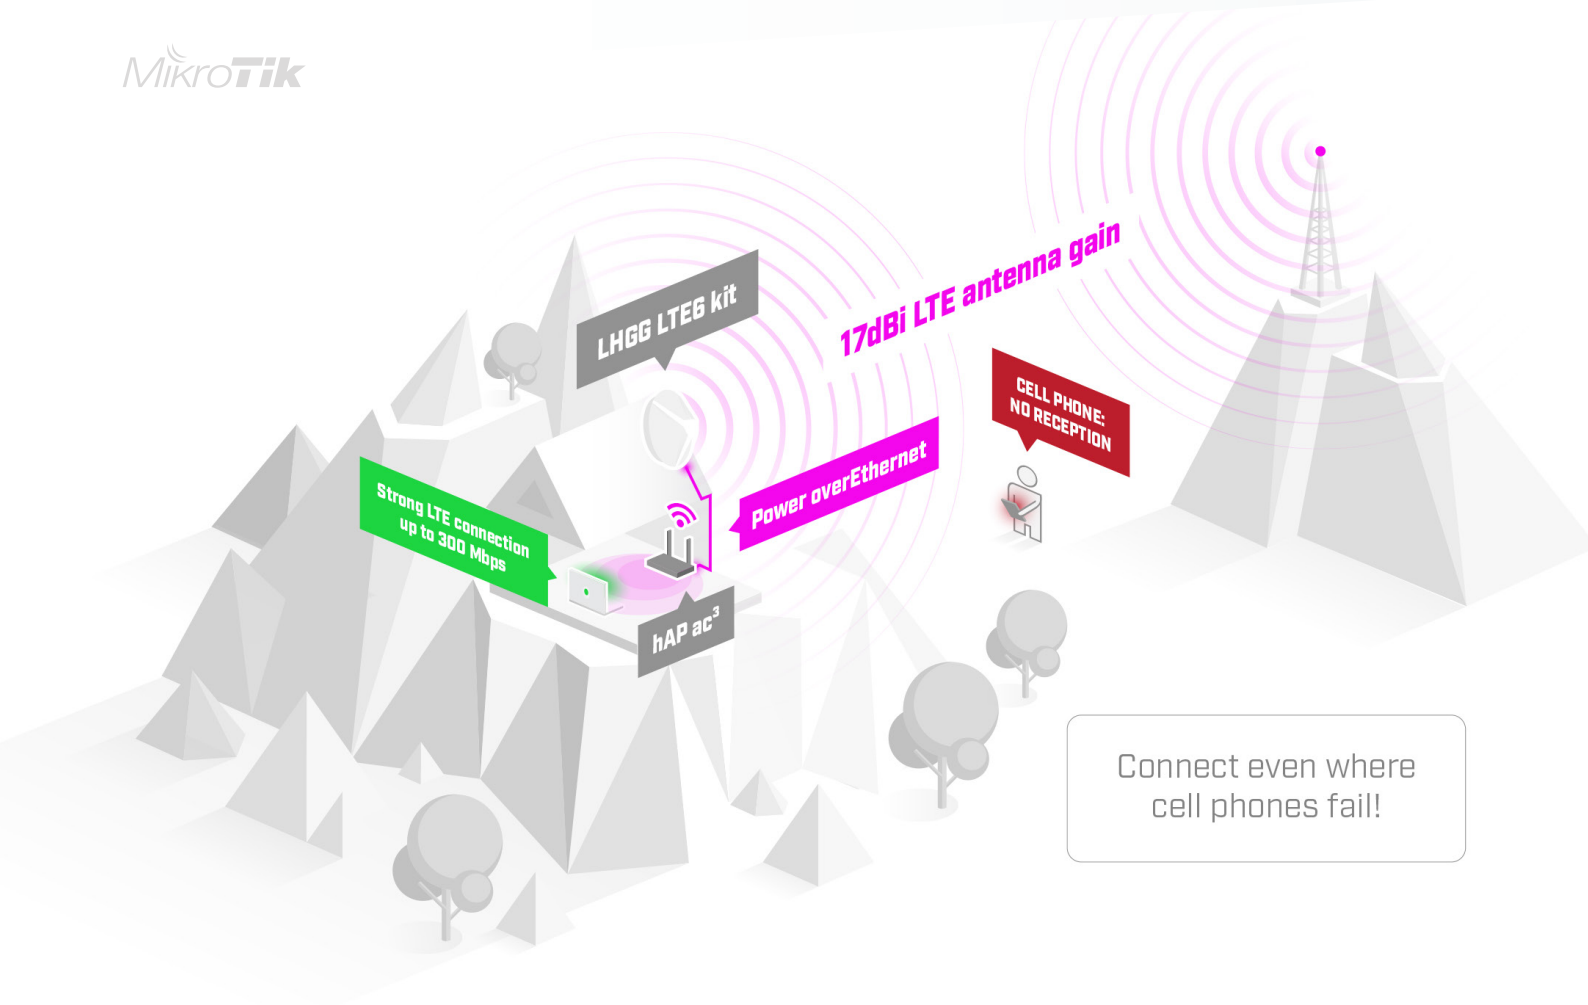 MikroTik
17dBi LTE antenna gain
LHGG LTE6 kit
CELL PHONE:
NO RECEPTION
Power overEthernet
Strong LTE connection
up to 300 Mbps
hAP ac³
Connect even where
cell phones fail!